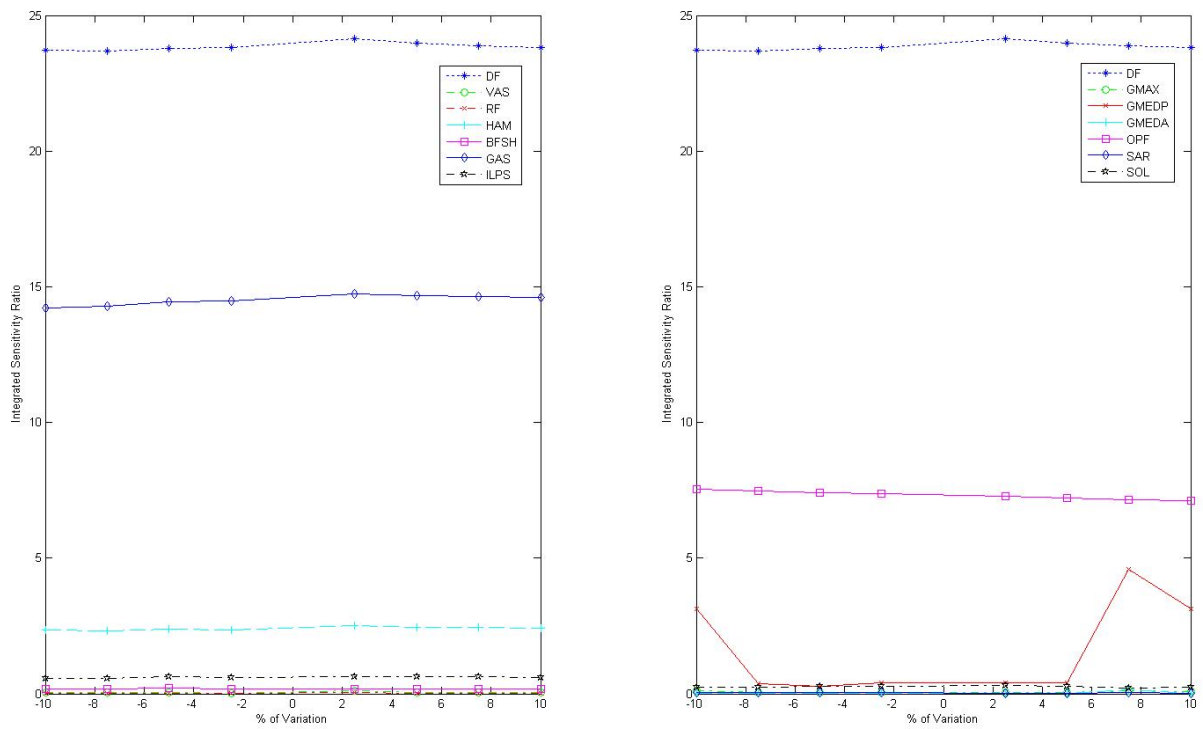 25
20
15
10
5
0
Integrated Sensitivity Ratio
DF
VAS
RF
HAM
BFSH
GAS
ILPS
-10 -8 -6 -4 -2 0 2 4 6 8 10
% of Variation
25
20
15
10
5
0
Integrated Sensitivity Ratio
DF
GMAX
GMEDP
GMEDA
OPF
SAR
SOL
-10 -8 -6 -4 -2 0 2 4 6 8 10
% of Variation